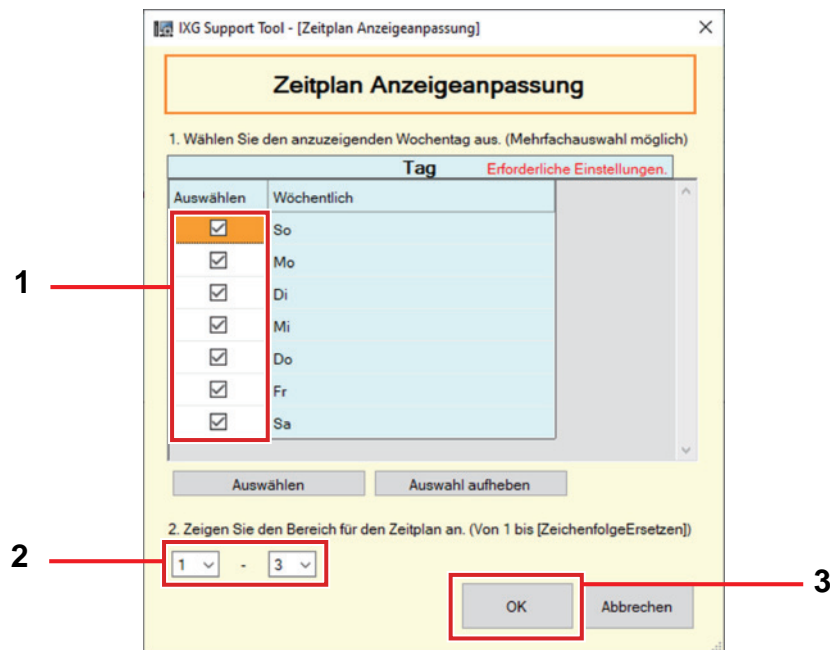 IXG Support Tool - [Zeitplan Anzeigeanpassung]
Zeitplan Anzeigeanpassung
1. Wählen Sie den anzuzeigenden Wochentag aus. (Mehrfachauswahl möglich)
Tag Erforderliche Einstellungen.
Auswählen Wöchentlich
So
Mo
1
Di
Mi
Do
Fr
Sa
Auswählen Auswahl aufheben
2. Zeigen Sie den Bereich für den Zeitplan an. (Von 1 bis [ZeichenfolgeErsetzen])
2
1 - 3
3
OK Abbrechen